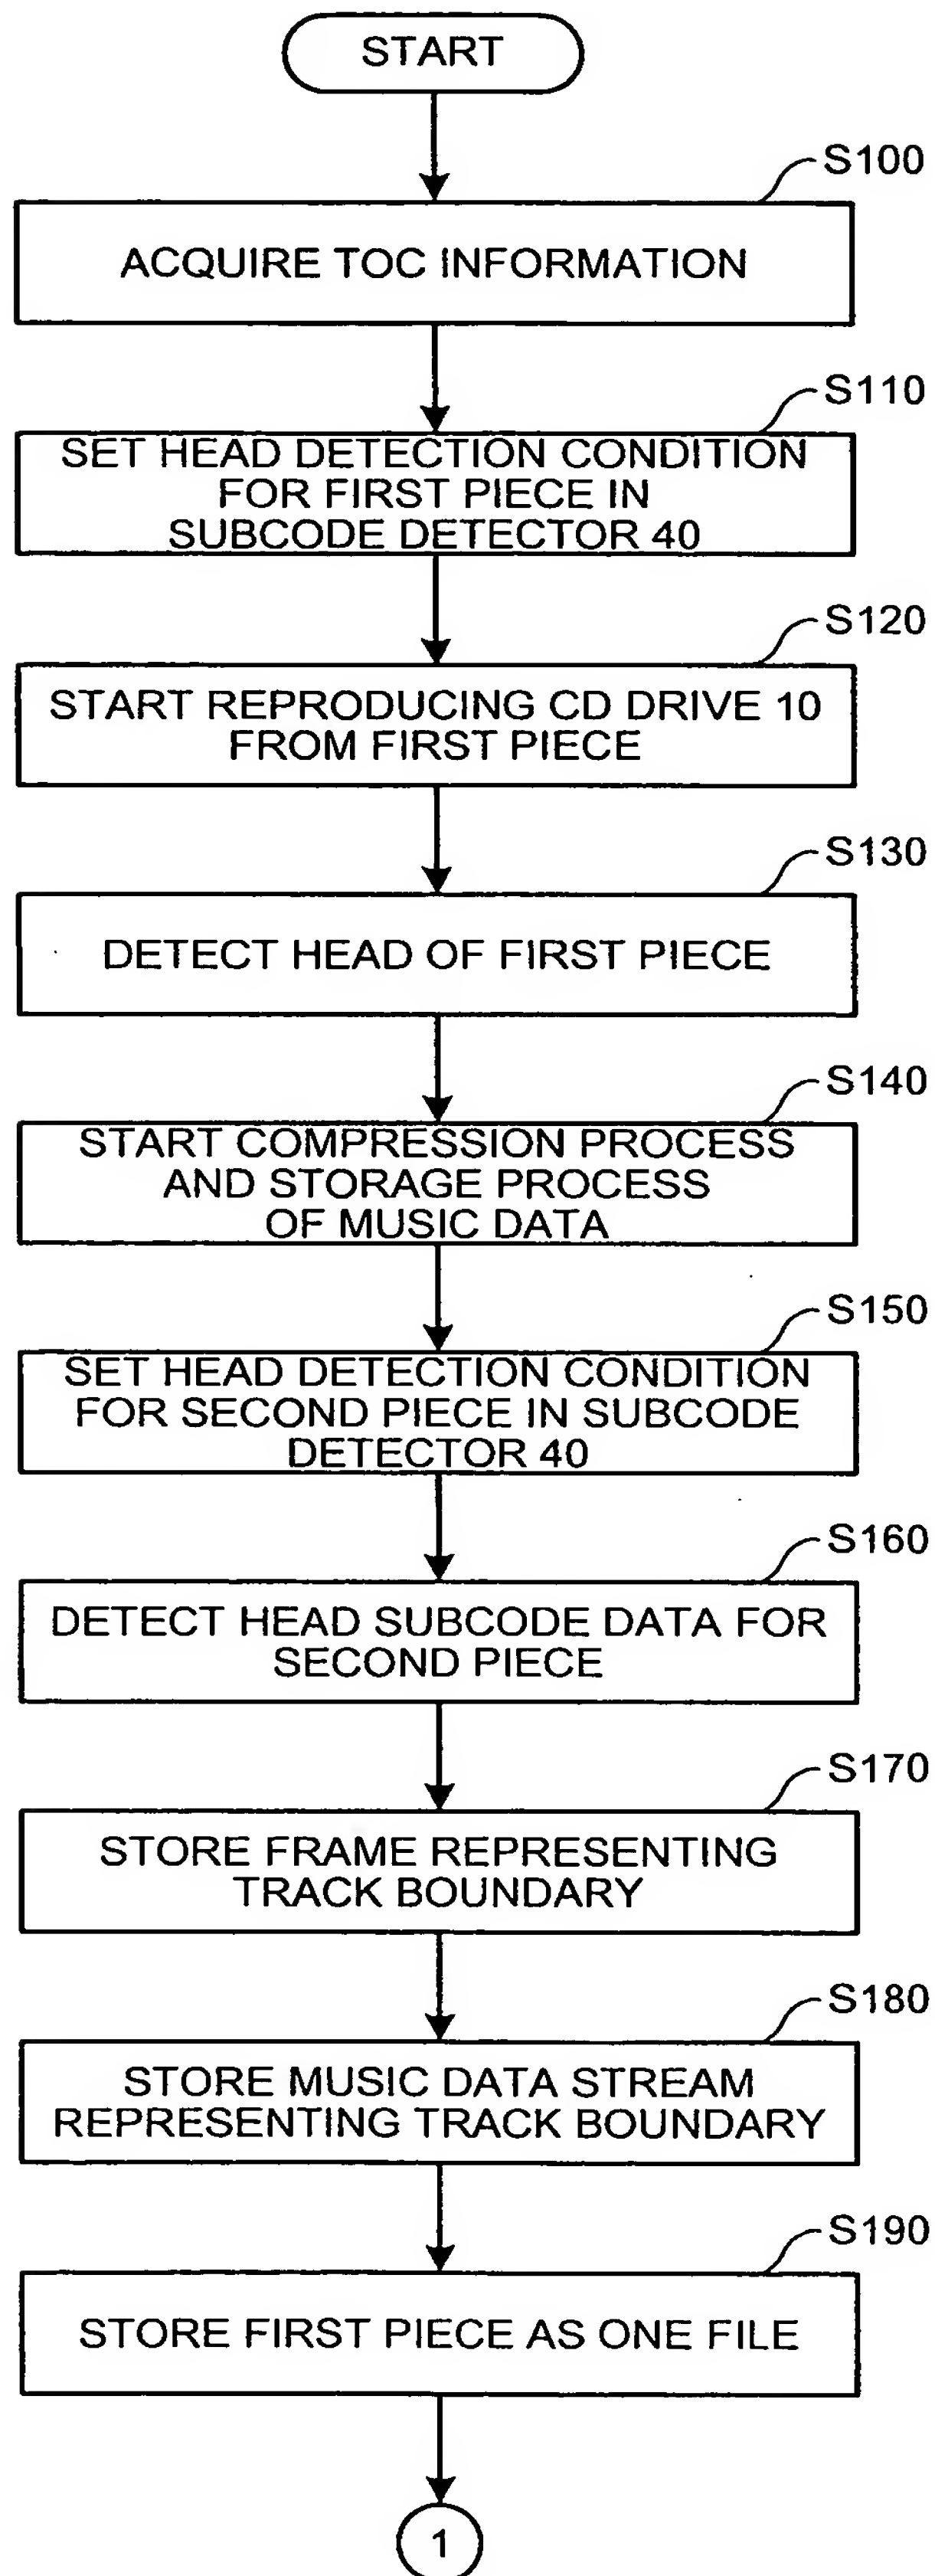 START
S100
ACQUIRE TOC INFORMATION
S110
SET HEAD DETECTION CONDITION
FOR FIRST PIECE IN
SUBCODE DETECTOR 40
S120
START REPRODUCING CD DRIVE 10
FROM FIRST PIECE
S130
DETECT HEAD OF FIRST PIECE
S140
START COMPRESSION PROCESS
AND STORAGE PROCESS
OF MUSIC DATA
S150
SET HEAD DETECTION CONDITION
FOR SECOND PIECE IN SUBCODE
DETECTOR 40
S160
DETECT HEAD SUBCODE DATA FOR
SECOND PIECE
S170
STORE FRAME REPRESENTING
TRACK BOUNDARY
S180
STORE MUSIC DATA STREAM
REPRESENTING TRACK BOUNDARY
S190
STORE FIRST PIECE AS ONE FILE
1